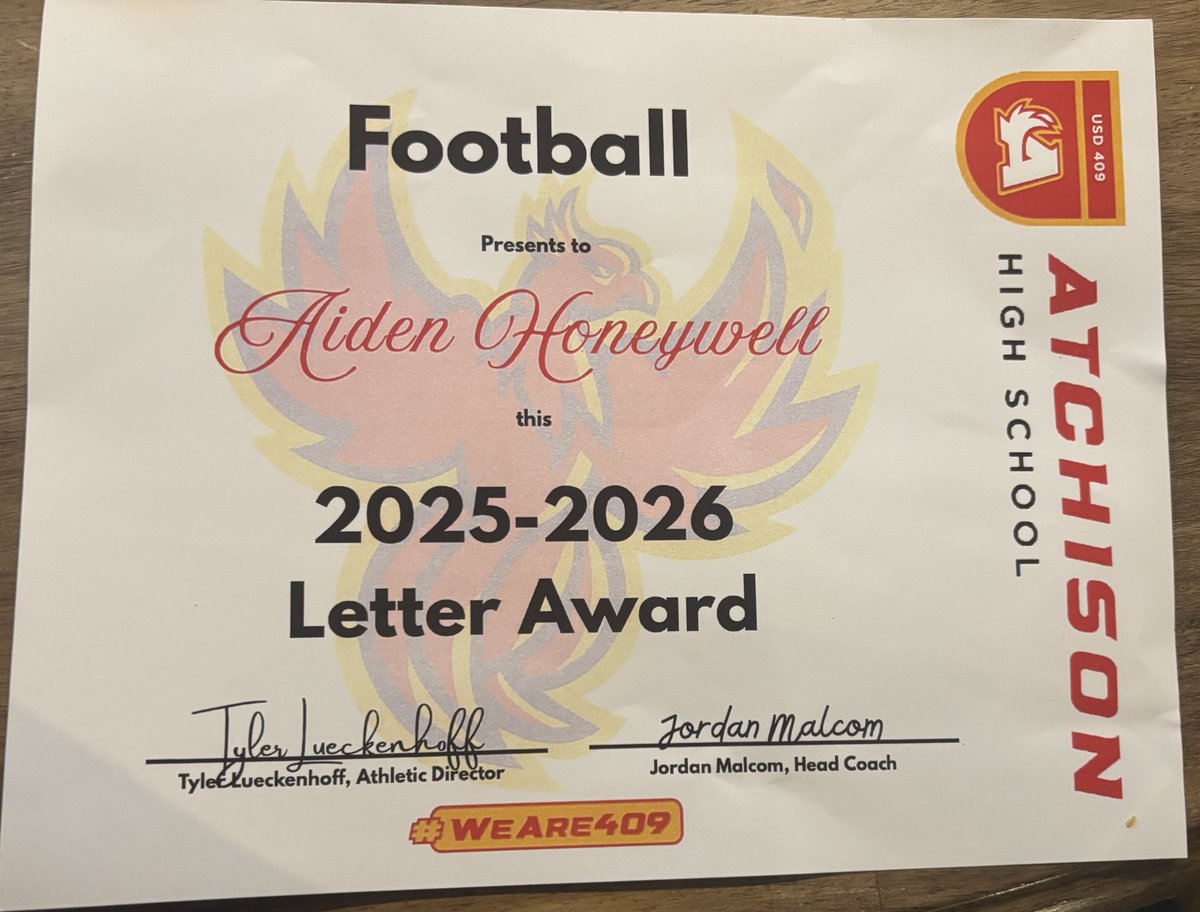 Football
Presents to
Aiden Honeywell
this
2025-2026
Letter Award
Tyler Lueckenhoff
Tyler Lueckenhoff, Athletic Director
Jordan Malcom
Jordan Malcom, Head Coach
#WEARE409
USD 409
A
ATCHISON
HIGH SCHOOL